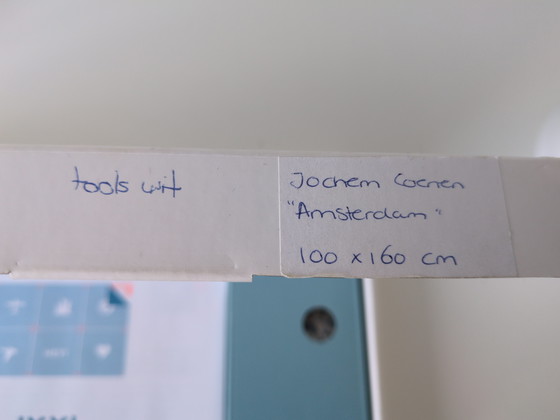 tools wit
Jochem Coenen
"Amsterdam"
100 x 160 cm